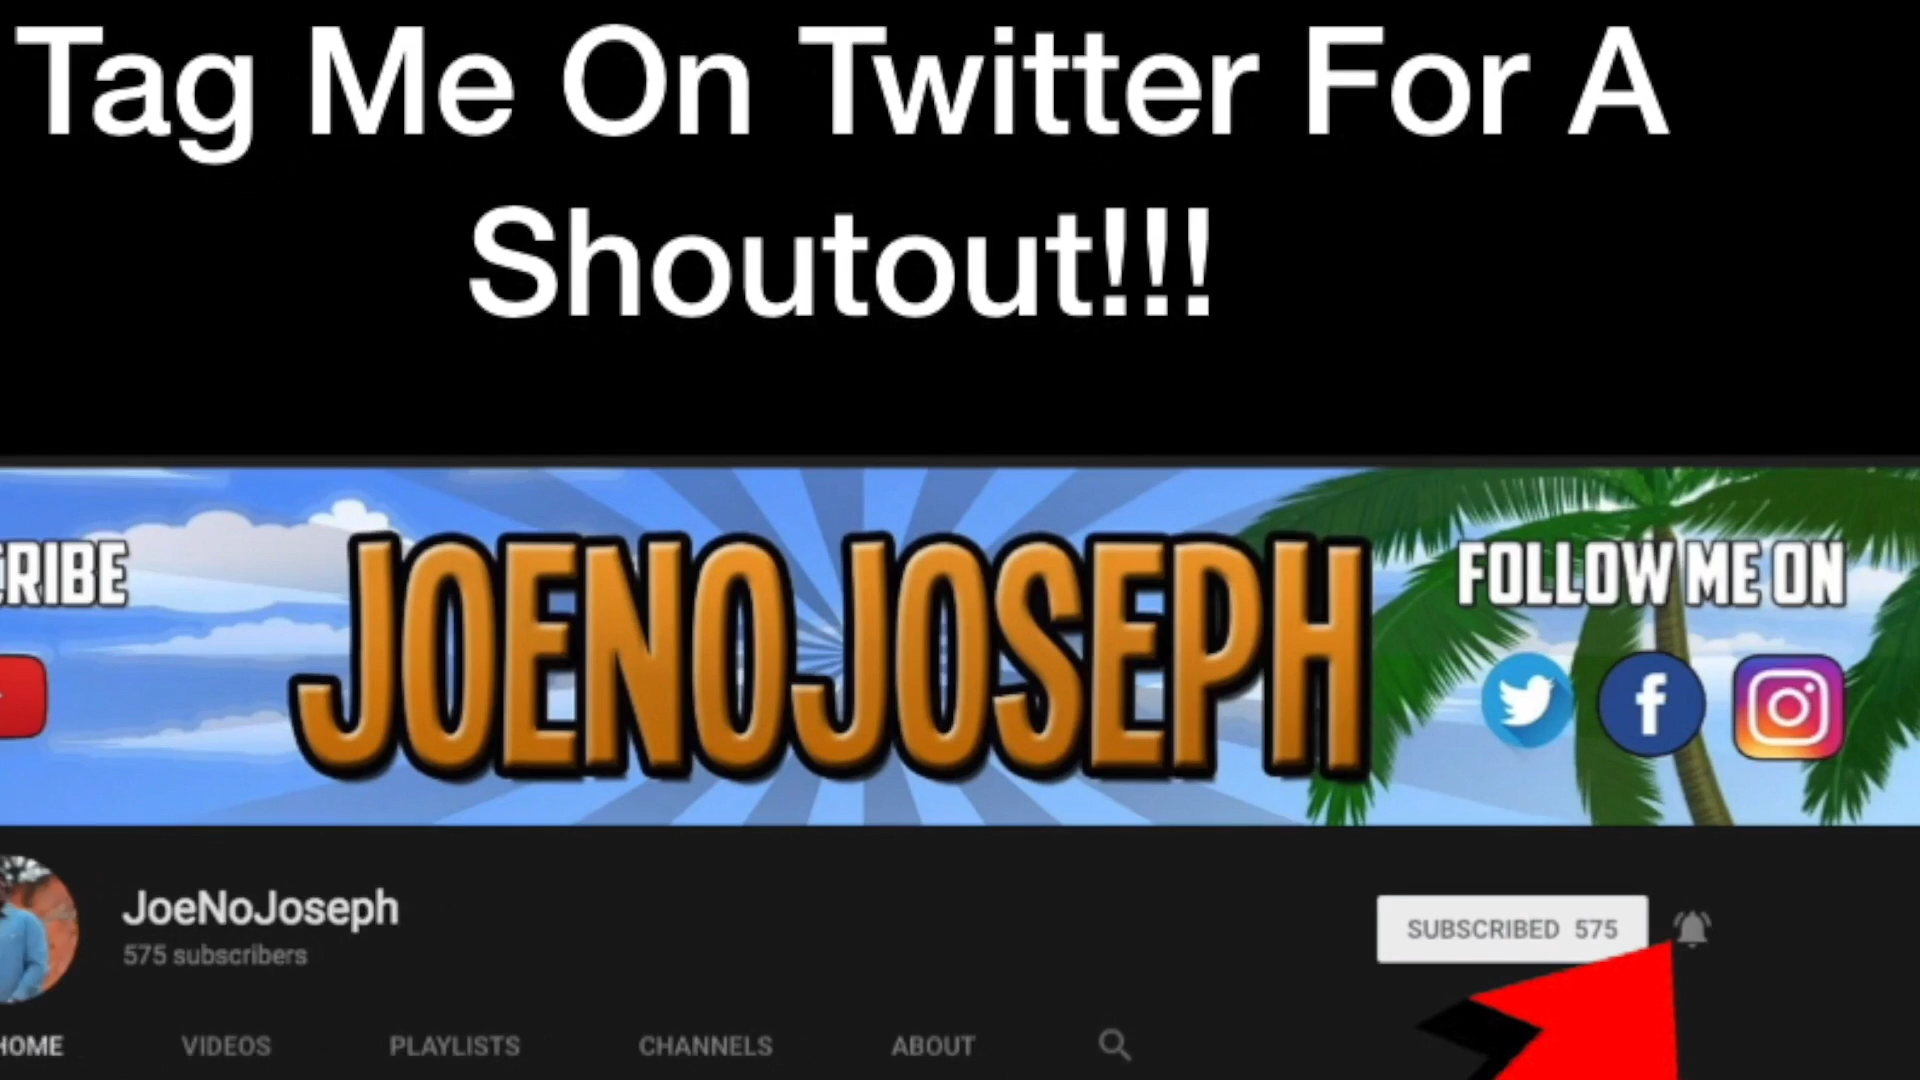 Tag Me On Twitter For A
Shoutout!!!
CRIBE
JOENOJOSEPH
FOLLOW ME ON
JoeNoJoseph
575 subscribers
SUBSCRIBED 575
HOME VIDEOS PLAYLISTS CHANNELS ABOUT